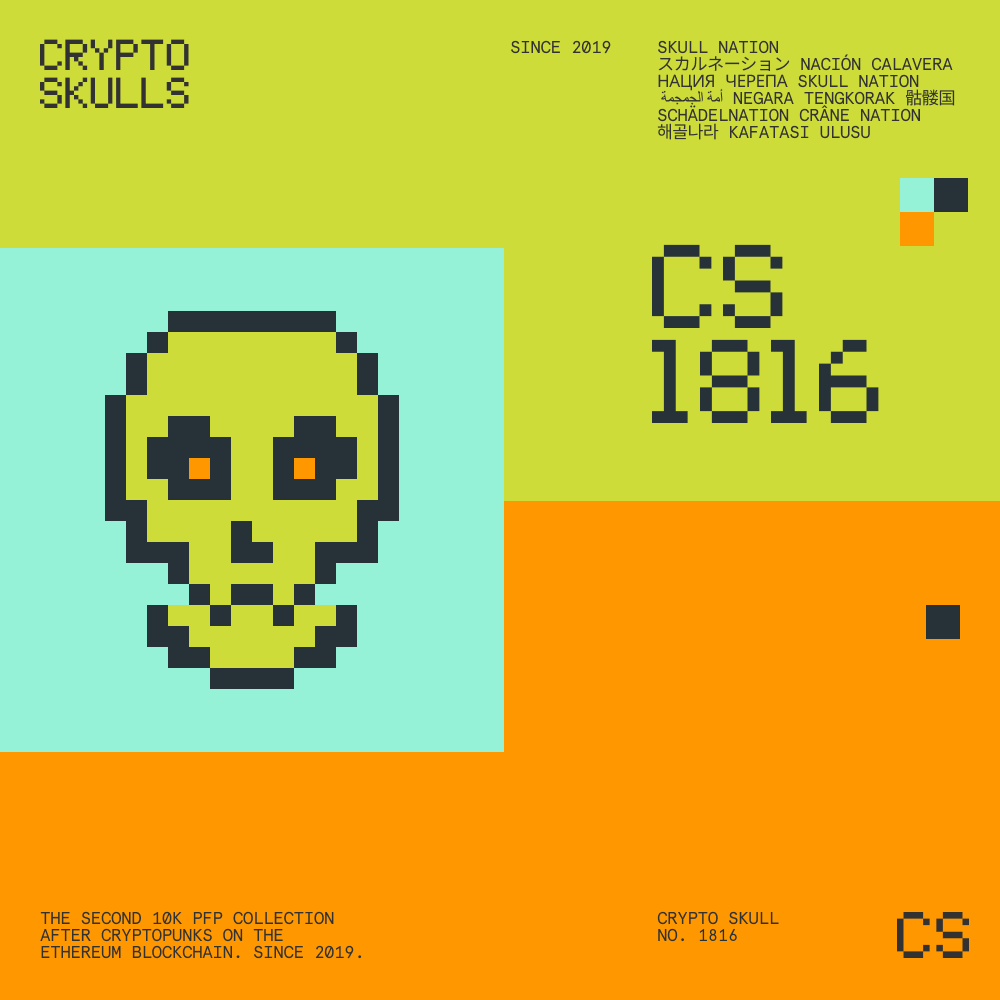 CRYPTO
SKULLS
SINCE 2019
SKULL NATION
スカルネーション NACIÓN CALAVERA
НАЦИЯ ЧЕРЕПА SKULL NATION
أمة الجمجمة NEGARA TENGKORAK 骷髅国
SCHÄDELNATION CRÂNE NATION
해골나라 KAFATASI ULUSU
CS
1816
THE SECOND 10K PFP COLLECTION
AFTER CRYPTOPUNKS ON THE
ETHEREUM BLOCKCHAIN. SINCE 2019.
CRYPTO SKULL
NO. 1816
CS